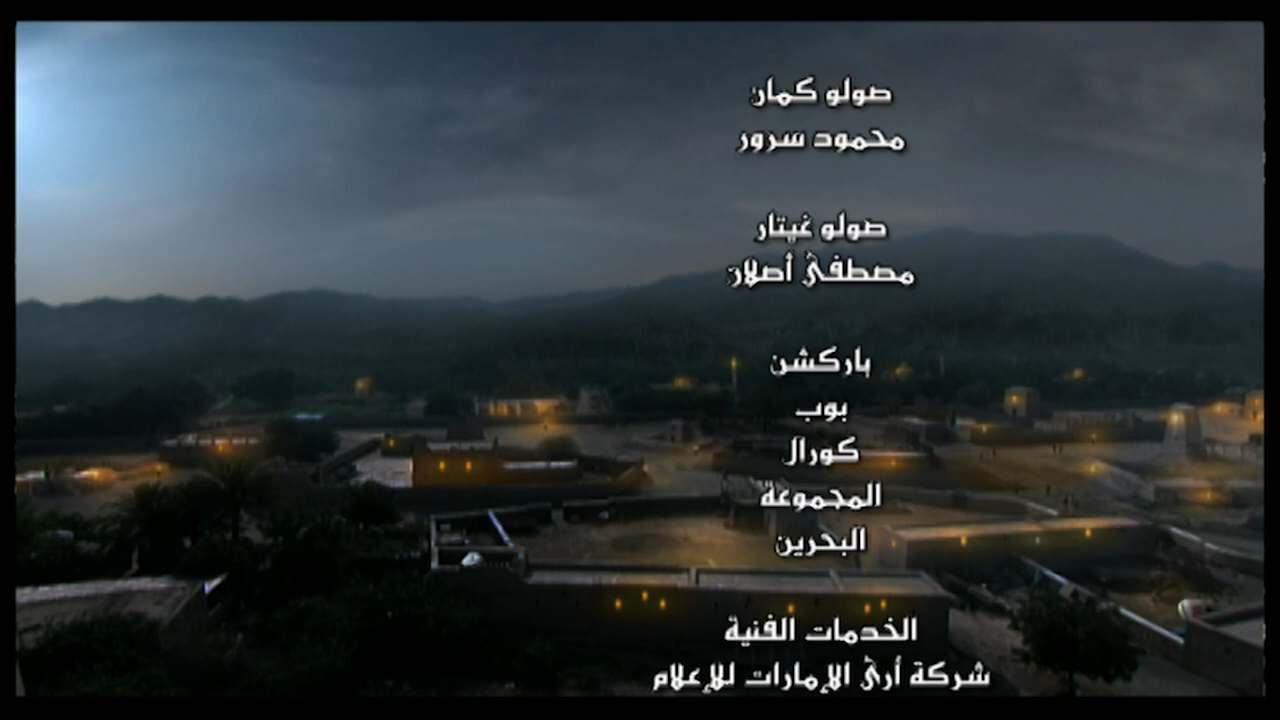 صولو كمان
محمود سرور
صولو غيتار
مصطفى أصلان
باركشن
بوب
كورال
المجموعة
البحرين
الخدمات الفنية
شركة أرى الإمارات للإعلام